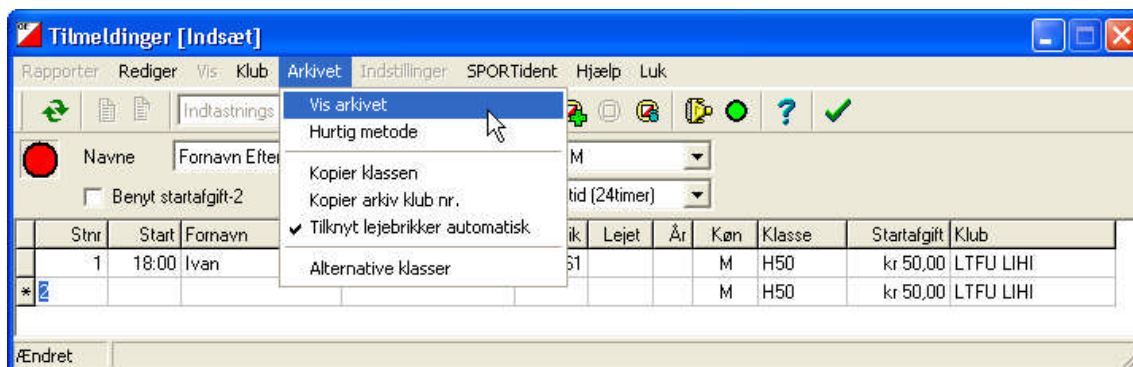 OE
Tilmeldinger [Indsæt]
Rapporter Rediger Vis Klub Arkivet Indstillinger SPORTident Hjælp Luk
Indtastnings ?
Vis arkivet
Hurtig metode
Kopier klassen
Kopier arkiv klub nr.
Tilknyt lejebrikker automatisk
Alternative klasser
Navne Fornavn Efter M
Benyt startafgift-2 tid (24timer)
Stnr Start Fornavn ik Lejet År Køn Klasse Startafgift Klub
1 18:00 Ivan 61 M H50 kr 50,00 LTFU LIHI
* 2 M H50 kr 50,00 LTFU LIHI
Ændret